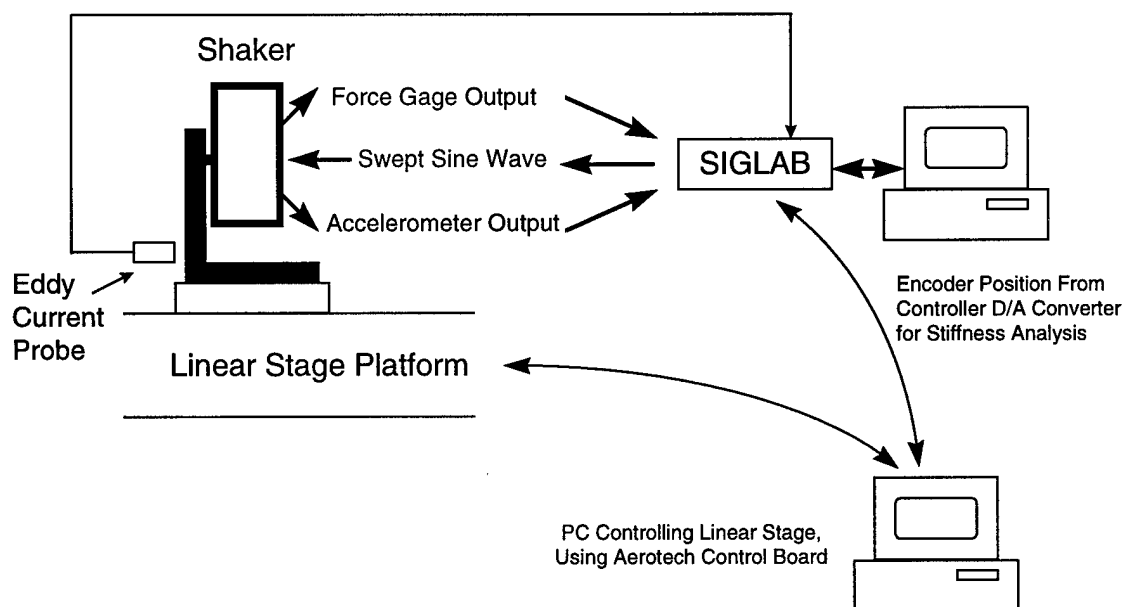 Shaker
Force Gage Output
Swept Sine Wave
Accelerometer Output
SIGLAB
Eddy
Current
Probe
Encoder Position From
Controller D/A Converter
for Stiffness Analysis
Linear Stage Platform
PC Controlling Linear Stage,
Using Aerotech Control Board